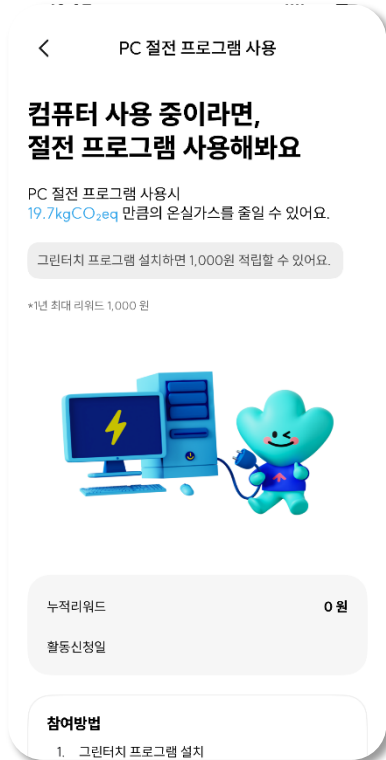 PC 절전 프로그램 사용
컴퓨터 사용 중이라면,
절전 프로그램 사용해봐요
PC 절전 프로그램 사용시
19.7kgCO₂eq 만큼의 온실가스를 줄일 수 있어요.
그린터치 프로그램 설치하면 1,000원 적립할 수 있어요.
*1년 최대 리워드 1,000 원
누적리워드 0 원
활동신청일
참여방법
1. 그린터치 프로그램 설치